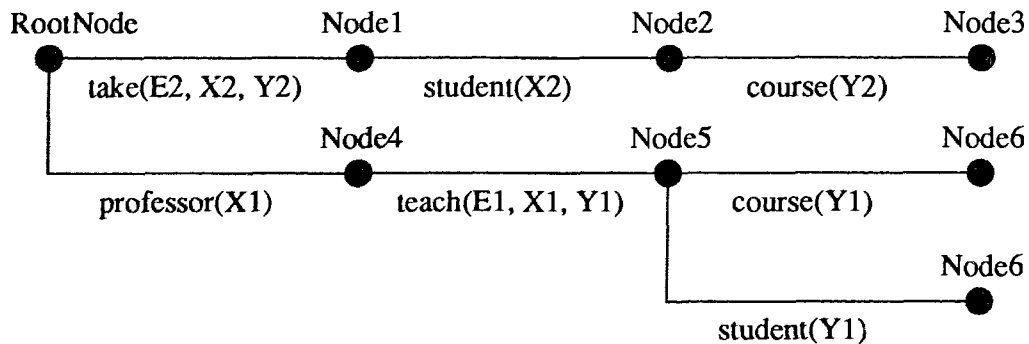 RootNode Node1 Node2 Node3
take(E2, X2, Y2) student(X2) course(Y2)
Node4 Node5 Node6
professor(X1) teach(E1, X1, Y1) course(Y1)
Node6
student(Y1)